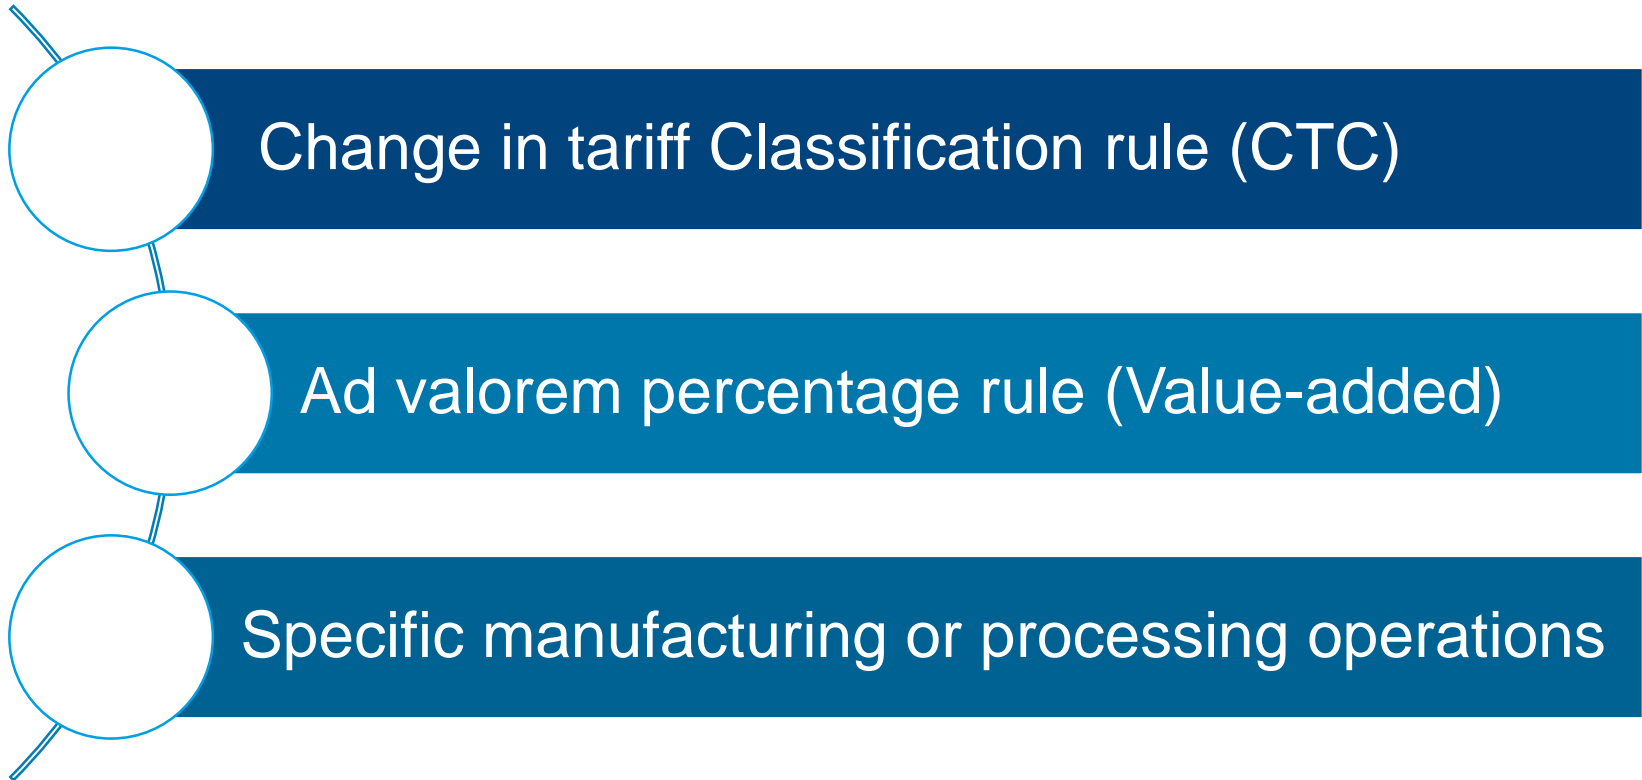 Change in tariff Classification rule (CTC)
Ad valorem percentage rule (Value-added)
Specific manufacturing or processing operations